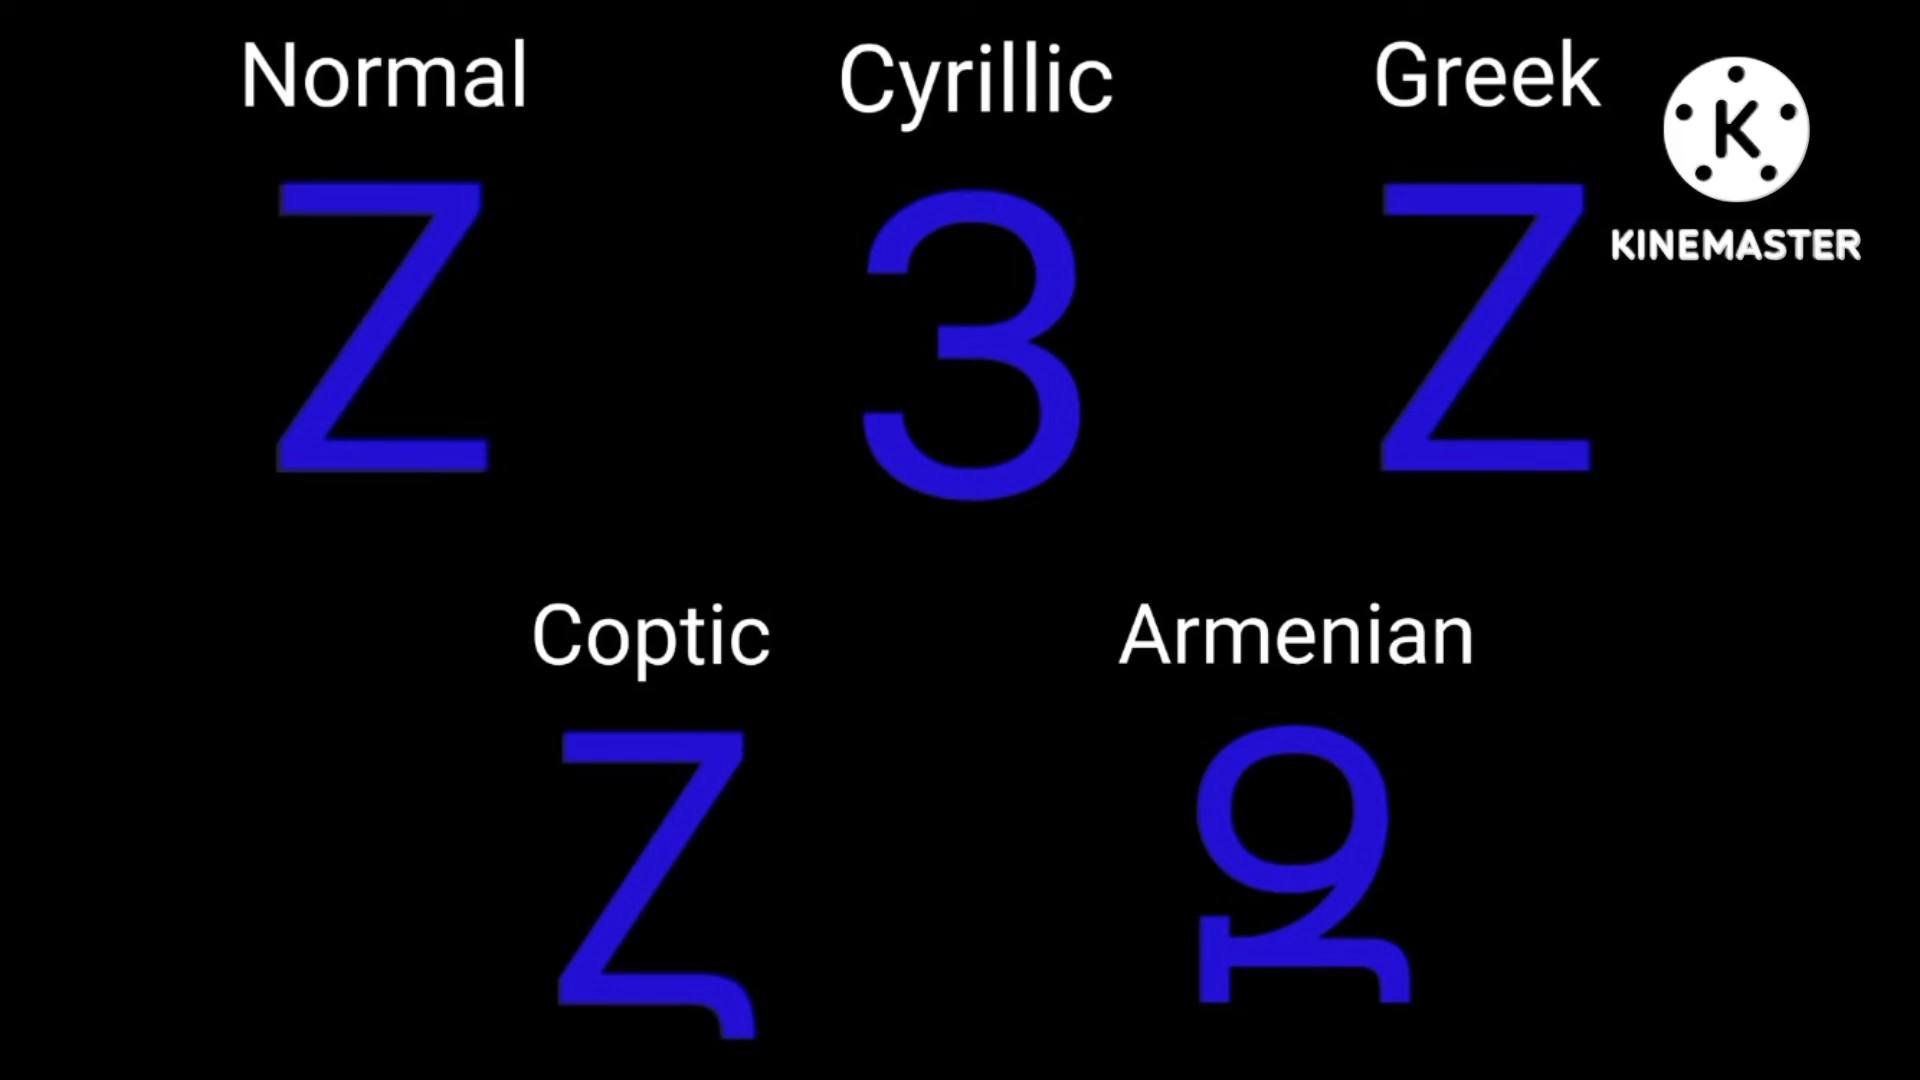 Normal Cyrillic Greek
K
KINEMASTER
Z З Ζ
Coptic Armenian
Ⲍ Զ